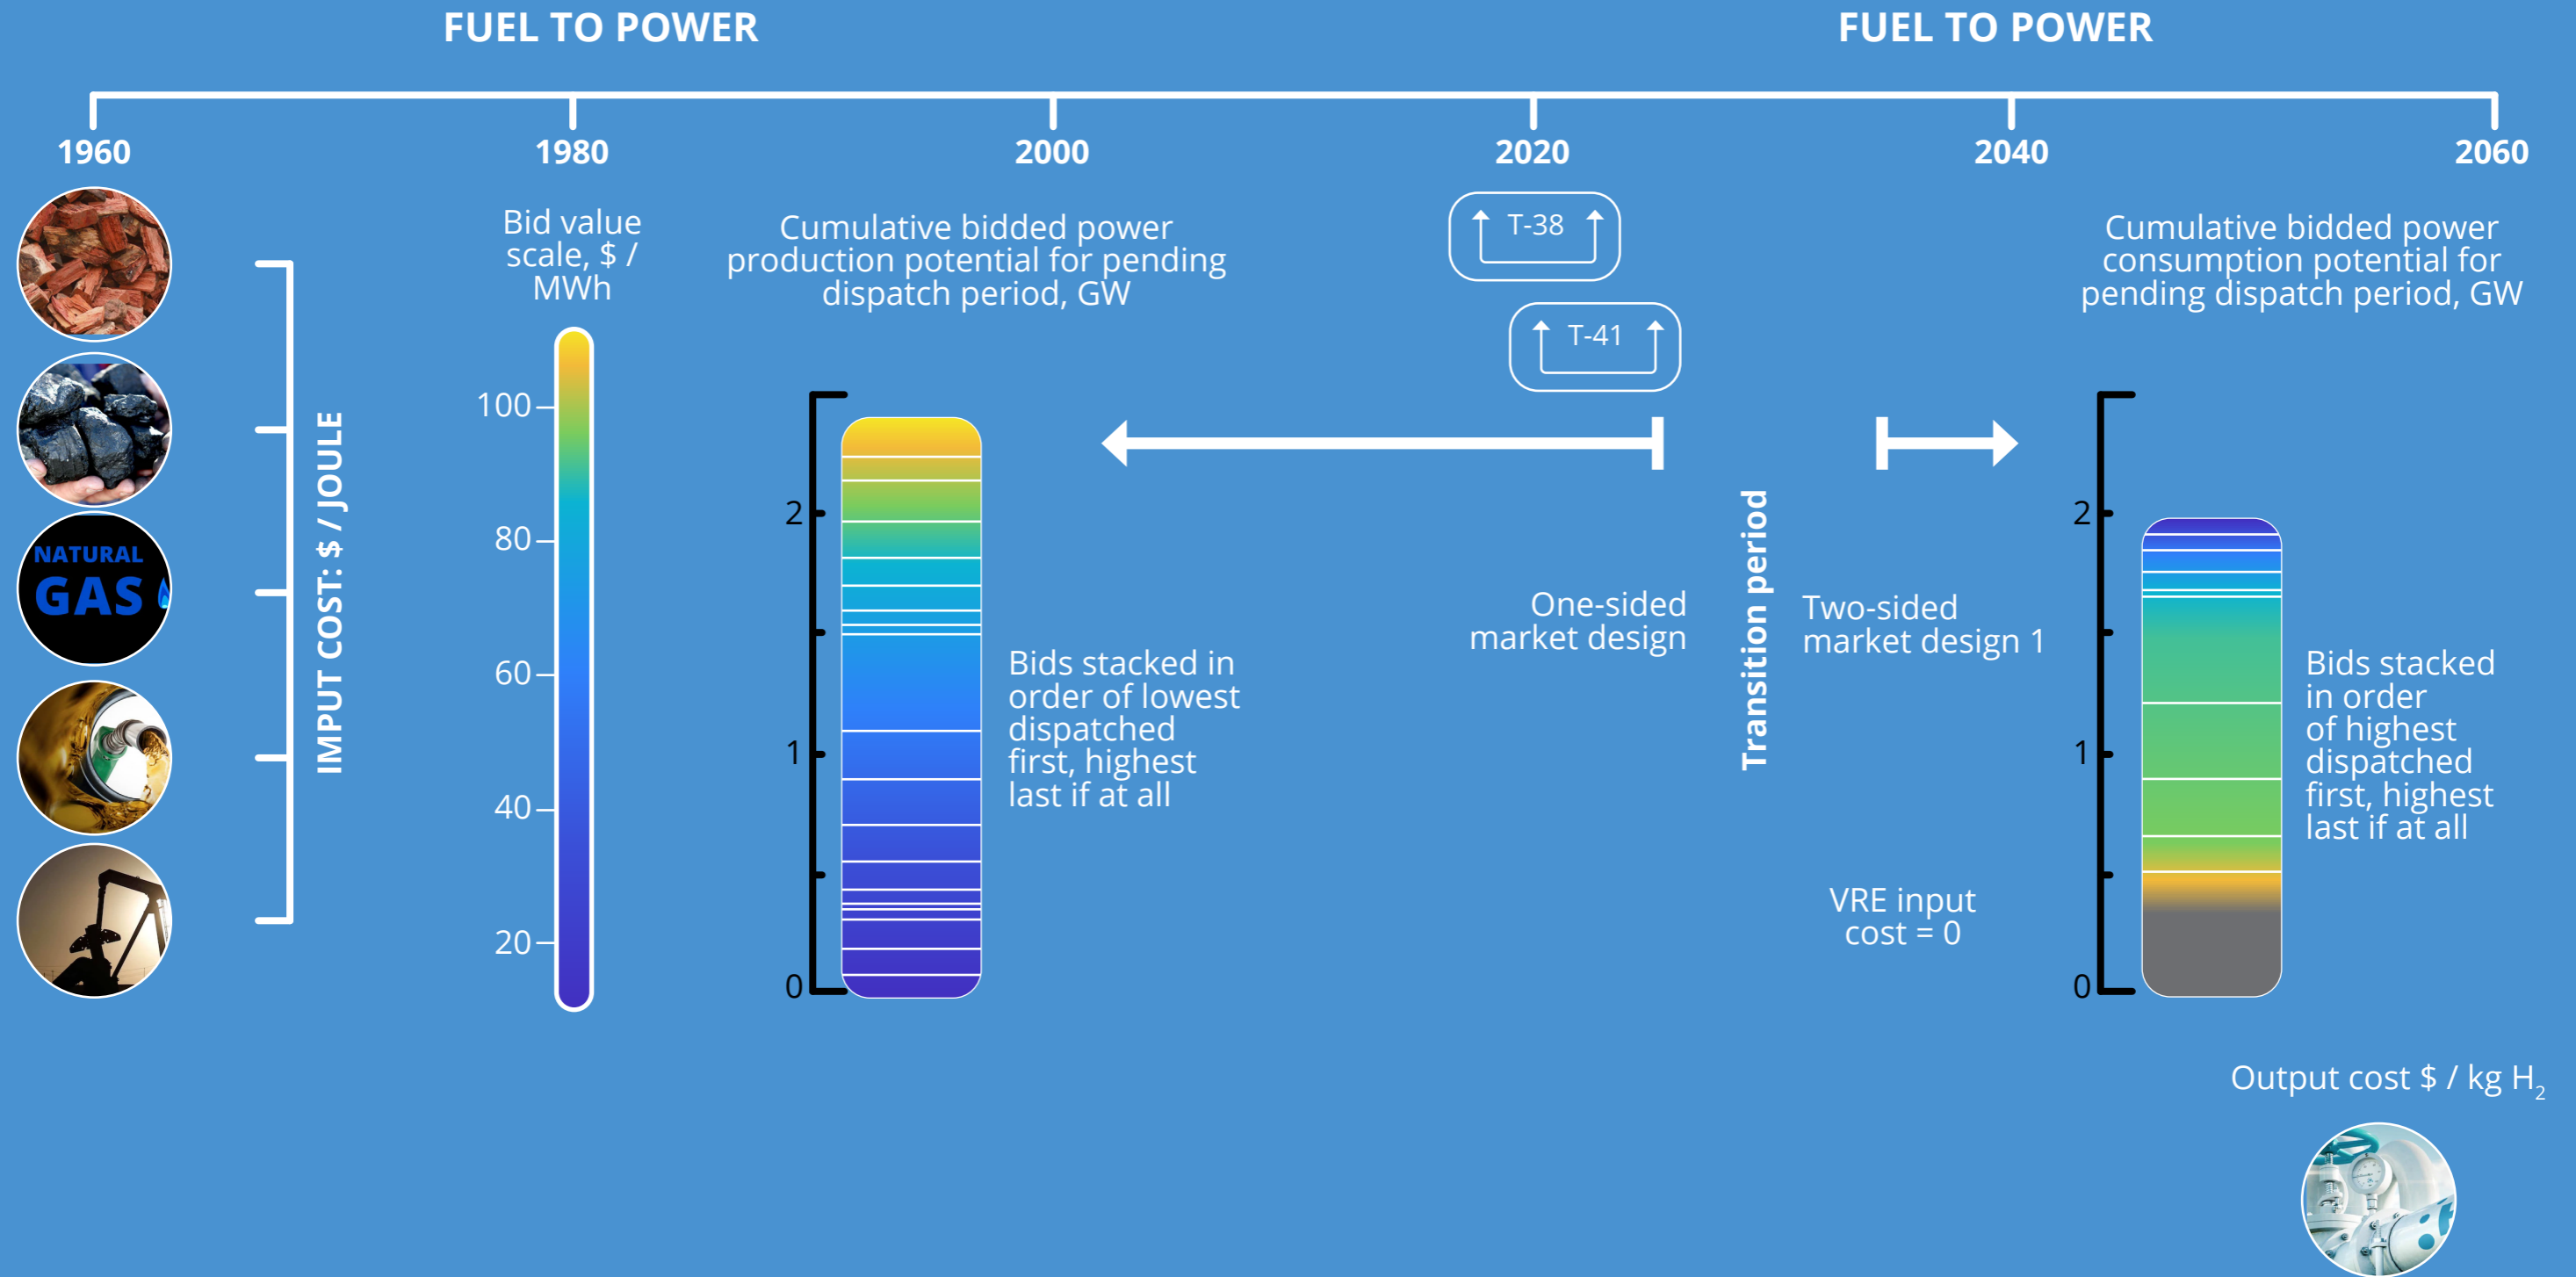 FUEL TO POWER
FUEL TO POWER
1960
1980
2000
2020
2040
2060
NATURAL
GAS
IMPUT COST: $ / JOULE
Bid value
scale, $ /
MWh
100
80
60
40
20
Cumulative bidded power
production potential for pending
dispatch period, GW
2
1
0
Bids stacked in
order of lowest
dispatched
first, highest
last if at all
T-38
T-41
One-sided
market design
Transition period
Two-sided
market design 1
VRE input
cost = 0
Cumulative bidded power
consumption potential for
pending dispatch period, GW
2
1
0
Bids stacked
in order
of highest
dispatched
first, highest
last if at all
Output cost $ / kg H₂